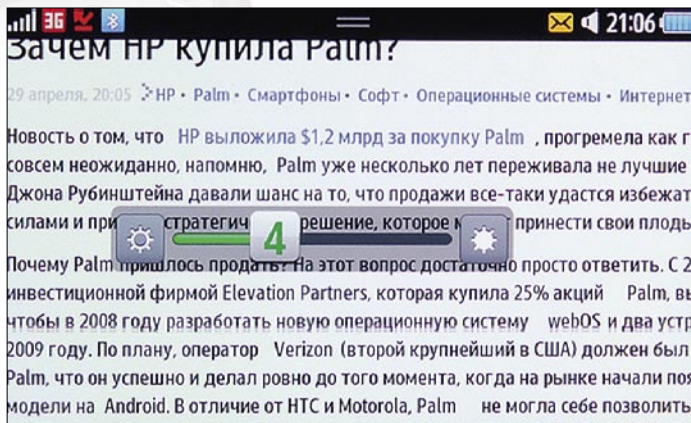 3G 21:06
Зачем HP купила Palm?
29 апреля, 20:05 HP • Palm • Смартфоны • Софт • Операционные системы • Интернет
Новость о том, что HP выложила $1,2 млрд за покупку Palm , прогремела как г
совсем неожиданно, напомню, Palm уже несколько лет переживала не лучшие
Джона Рубинштейна давали шанс на то, что продажи все-таки удастся избежат
силами и при стратегич решение, которое м принести свои плоды
4
Почему Palm пришлось продать? На этот вопрос достаточно просто ответить. С 2
инвестиционной фирмой Elevation Partners, которая купила 25% акций Palm, вы
чтобы в 2008 году разработать новую операционную систему webOS и два устр
2009 году. По плану, оператор Verizon (второй крупнейший в США) должен был
Palm, что он успешно и делал ровно до того момента, когда на рынке начали поя
модели на Android. В отличие от HTC и Motorola, Palm не могла себе позволить